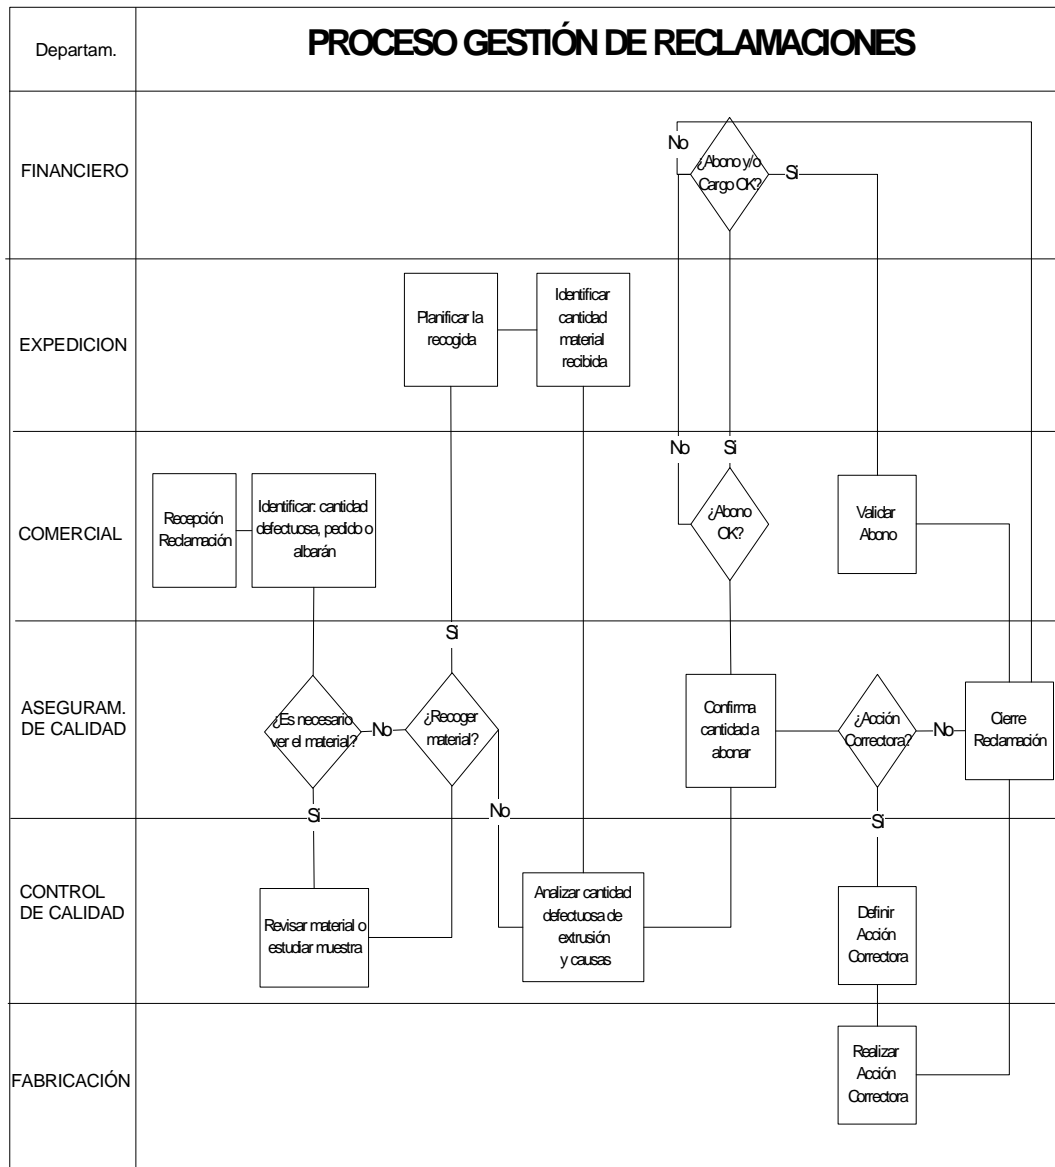 Departam.
PROCESO GESTIÓN DE RECLAMACIONES
FINANCIERO
No
¿Abono y/o
Cargo OK?
Sí
EXPEDICION
Planificar la
recogida
Identificar
cantidad
material
recibida
COMERCIAL
Recepción
Reclamación
Identificar: cantidad
defectuosa, pedido o
albarán
No
Sí
¿Abono
OK?
Validar
Abono
ASEGURAM.
DE CALIDAD
Sí
¿Es necesario
ver el material?
No
¿Recoger
material?
Confirma
cantidad a
abonar
¿Acción
Correctora?
No
Cierre
Reclamación
Sí
No
Sí
CONTROL
DE CALIDAD
Revisar material o
estudiar muestra
Analizar cantidad
defectuosa de
extrusión
y causas
Definir
Acción
Correctora
FABRICACIÓN
Realizar
Acción
Correctora